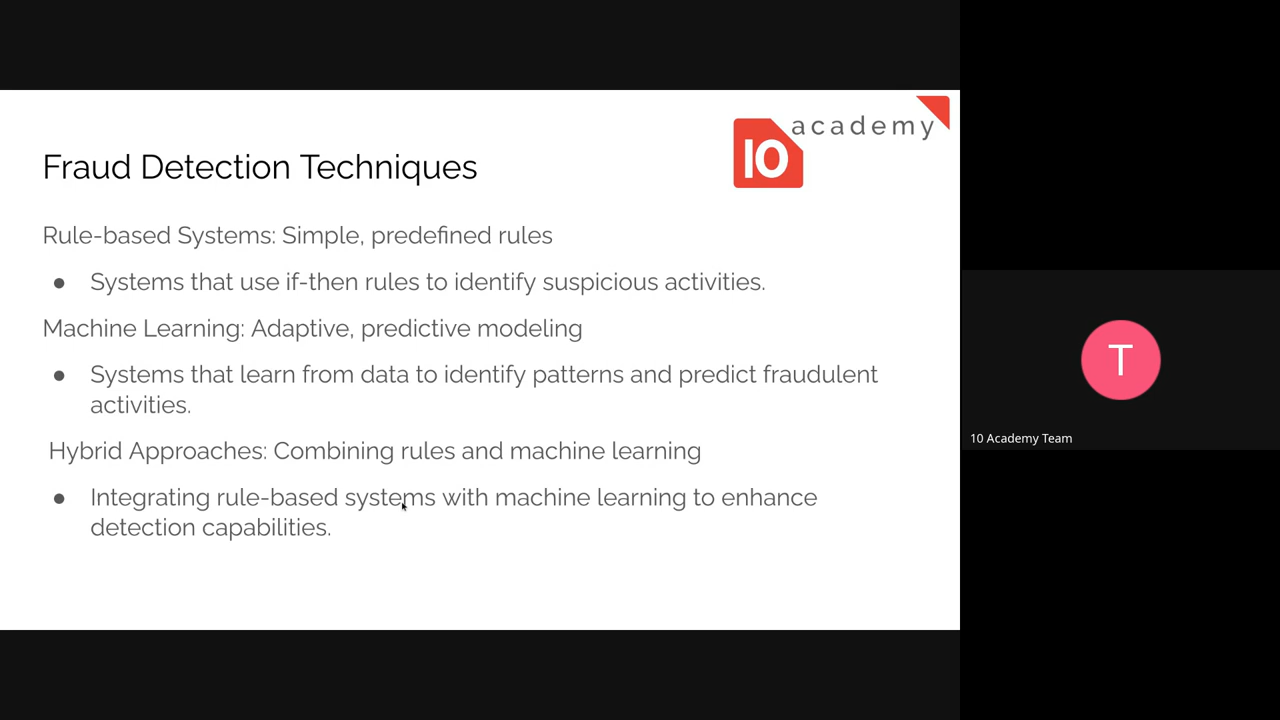 10 academy
Fraud Detection Techniques
Rule-based Systems: Simple, predefined rules
● Systems that use if-then rules to identify suspicious activities.
Machine Learning: Adaptive, predictive modeling
● Systems that learn from data to identify patterns and predict fraudulent
activities.
Hybrid Approaches: Combining rules and machine learning
● Integrating rule-based systems with machine learning to enhance
detection capabilities.
T
10 Academy Team